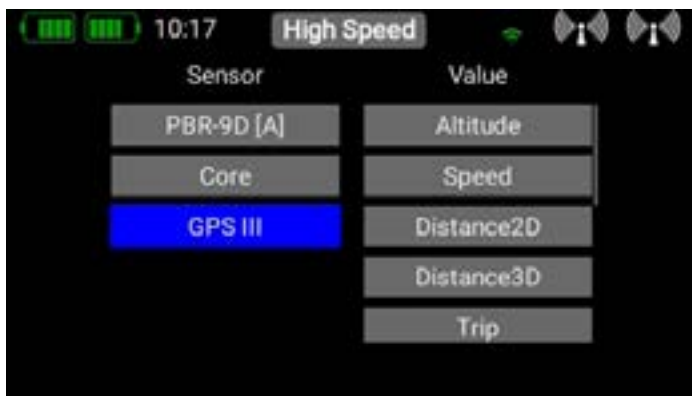 10:17 High Speed
Sensor Value
PBR-9D [A] Altitude
Core Speed
GPS III Distance2D
Distance3D
Trip